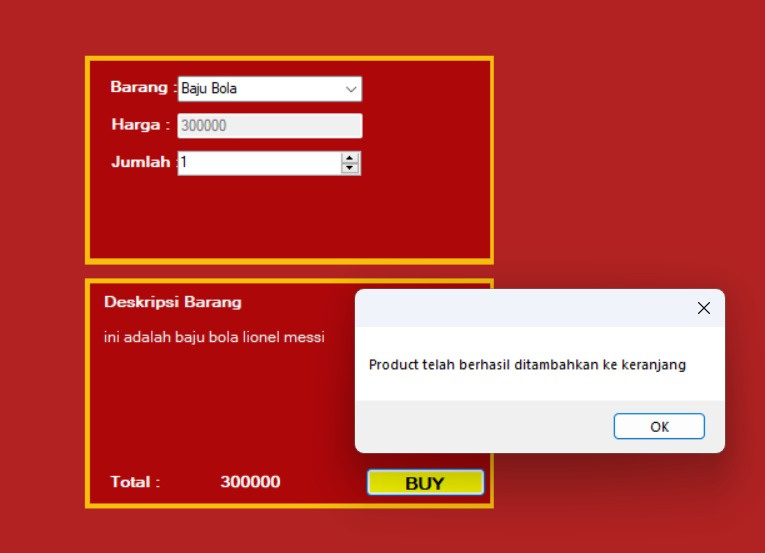 Barang : Baju Bola
Harga : 300000
Jumlah : 1
Deskripsi Barang
ini adalah baju bola lionel messi
Product telah berhasil ditambahkan ke keranjang
OK
Total : 300000 BUY